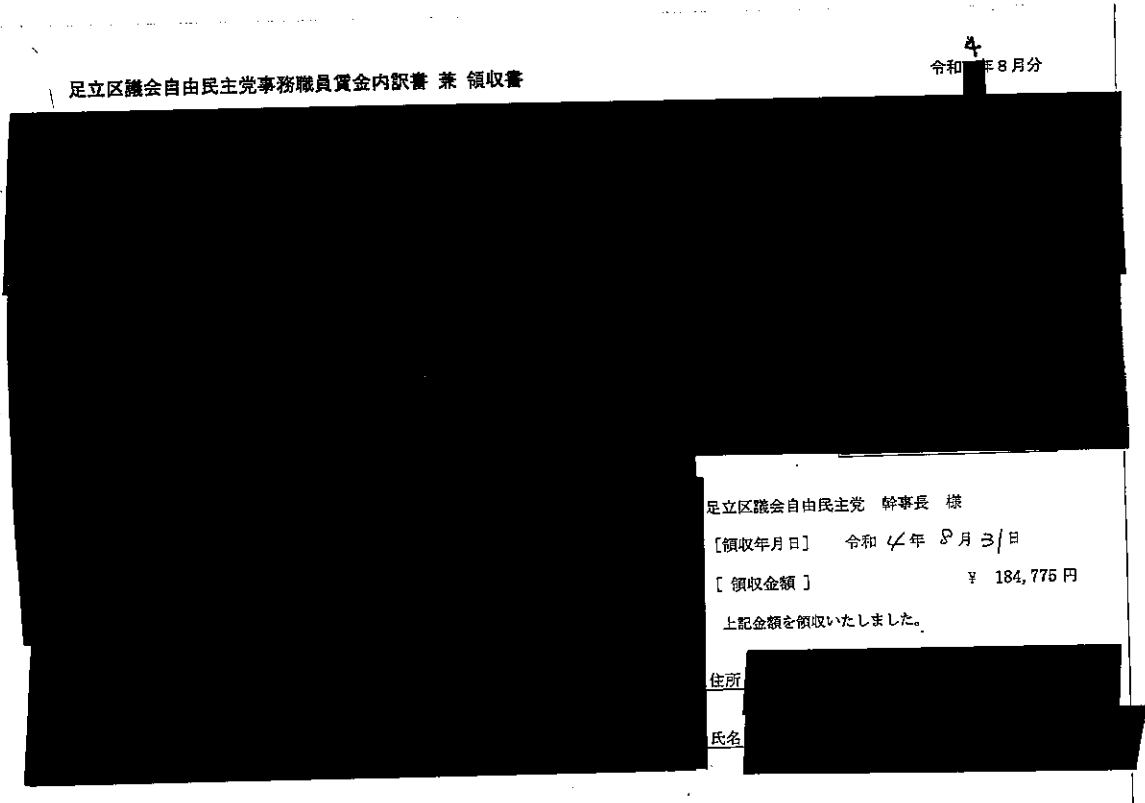 足立区議会自由民主党事務職員賃金内訳書 兼 領収書
令和4年8月分
足立区議会自由民主党 幹事長 様
[領収年月日] 令和4年8月31日
[領収金額] ¥ 184,775円
上記金額を領収いたしました。
住所
氏名